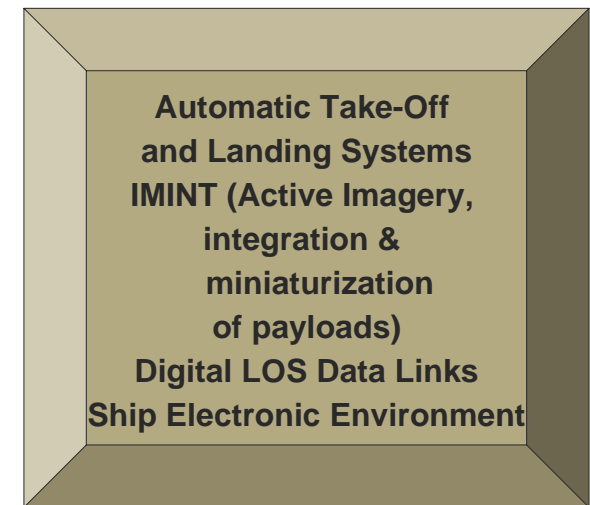 Automatic Take-Off
and Landing Systems
IMINT (Active Imagery,
integration &
miniaturization
of payloads)
Digital LOS Data Links
Ship Electronic Environment